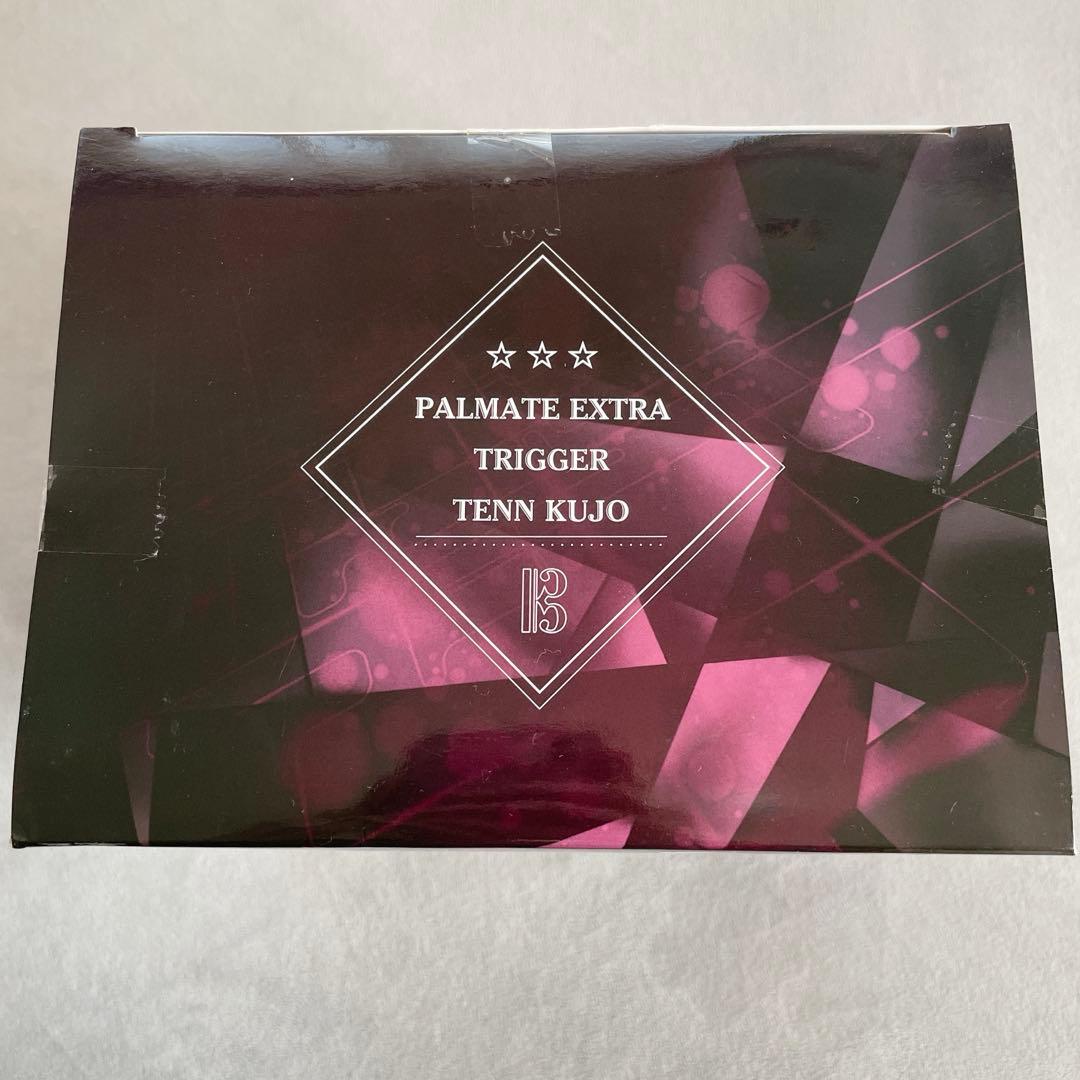 ☆☆☆
PALMATE EXTRA
TRIGGER
TENN KUJO